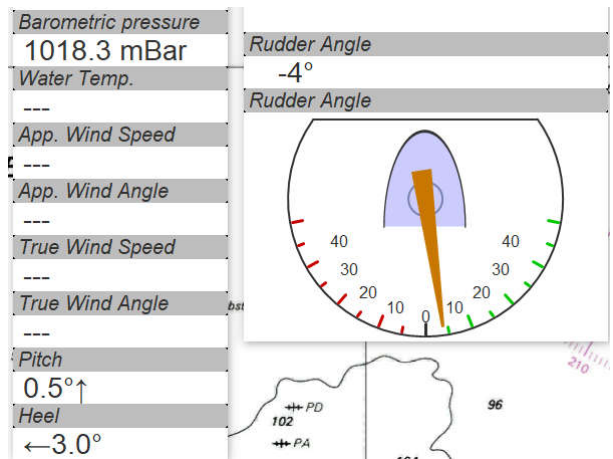 Barometric pressure
1018.3 mBar
Water Temp.
---
App. Wind Speed
---
App. Wind Angle
---
True Wind Speed
---
True Wind Angle
---
Pitch
0.5°↑
Heel
←3.0°
Rudder Angle
-4°
Rudder Angle
40
30
20
10
0
10
20
30
40
bst
210
PD
102
PA
96